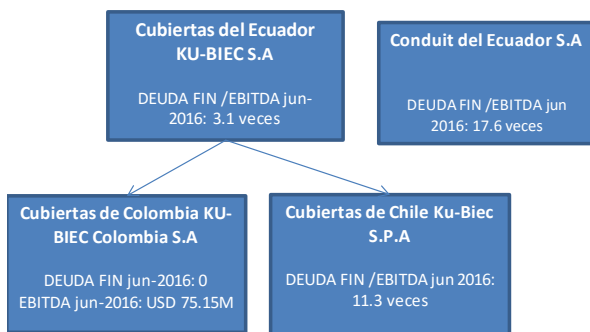 Cubiertas del Ecuador
KU-BIEC S.A
DEUDA FIN /EBITDA jun-
2016: 3.1 veces
Conduit del Ecuador S.A
DEUDA FIN /EBITDA jun
2016: 17.6 veces
Cubiertas de Colombia KU-
BIEC Colombia S.A
DEUDA FIN jun-2016: 0
EBITDA jun-2016: USD 75.15M
Cubiertas de Chile Ku-Biec
S.P.A
DEUDA FIN /EBITDA jun 2016:
11.3 veces